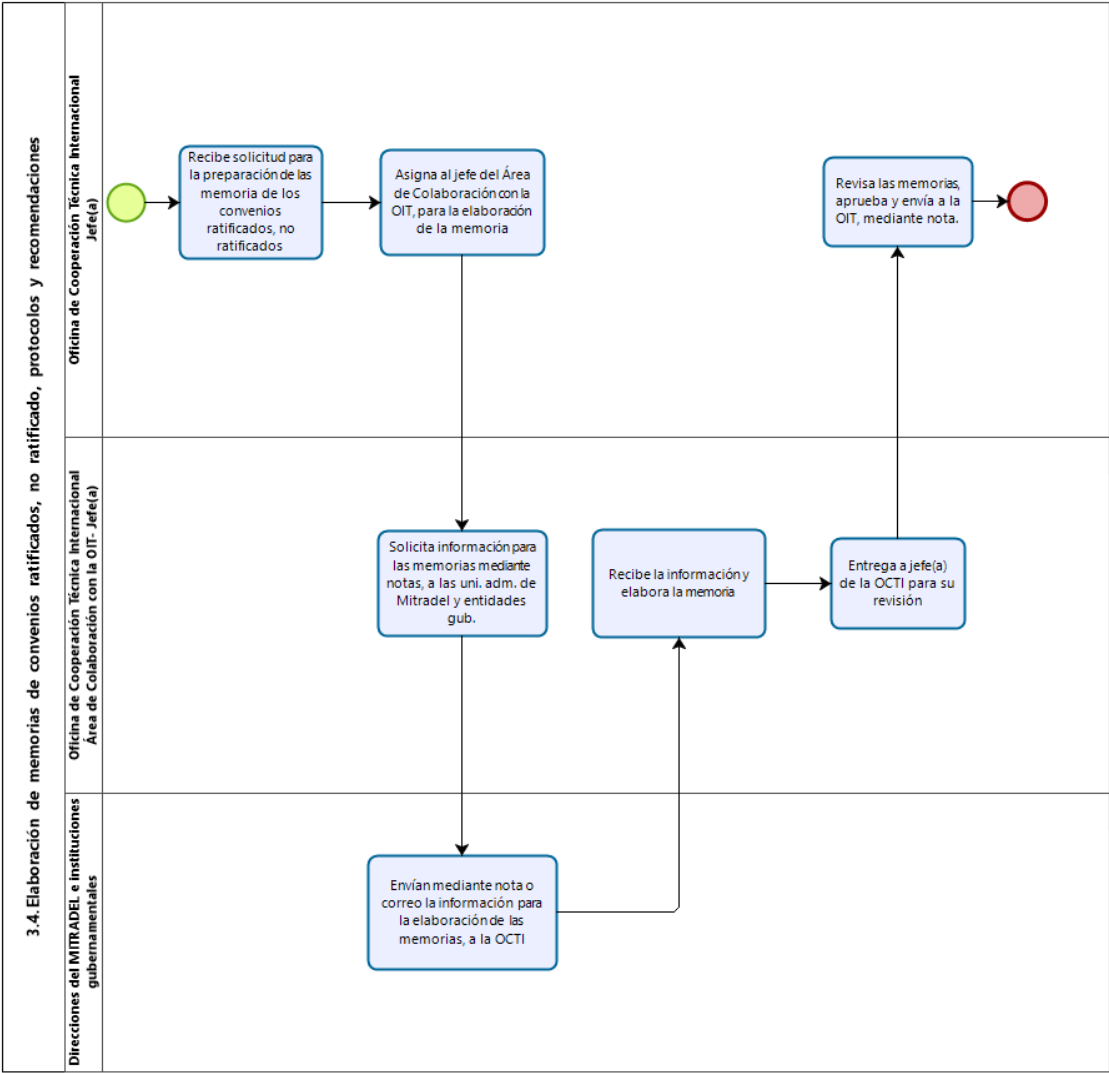 3.4. Elaboración de memorias de convenios ratificados, no ratificado, protocolos y recomendaciones
Oficina de Cooperación Técnica Internacional
Jefe(a)
Recibe solicitud para
la preparación de las
memoria de los
convenios
ratificados, no
ratificados
Asigna al jefe del Área
de Colaboración con la
OIT, para la elaboración
de la memoria
Revisa las memorias,
aprueba y envía a la
OIT, mediante nota.
Oficina de Cooperación Técnica Internacional
Área de Colaboración con la OIT- Jefe(a)
Solicita información para
las memorias mediante
notas, a las uni. adm. de
Mitradel y entidades
gub.
Recibe la información y
elabora la memoria
Entrega a jefe(a)
de la OCTI para su
revisión
Direcciones del MITRADEL e instituciones
gubernamentales
Envían mediante nota o
correo la información para
la elaboración de las
memorias, a la OCTI